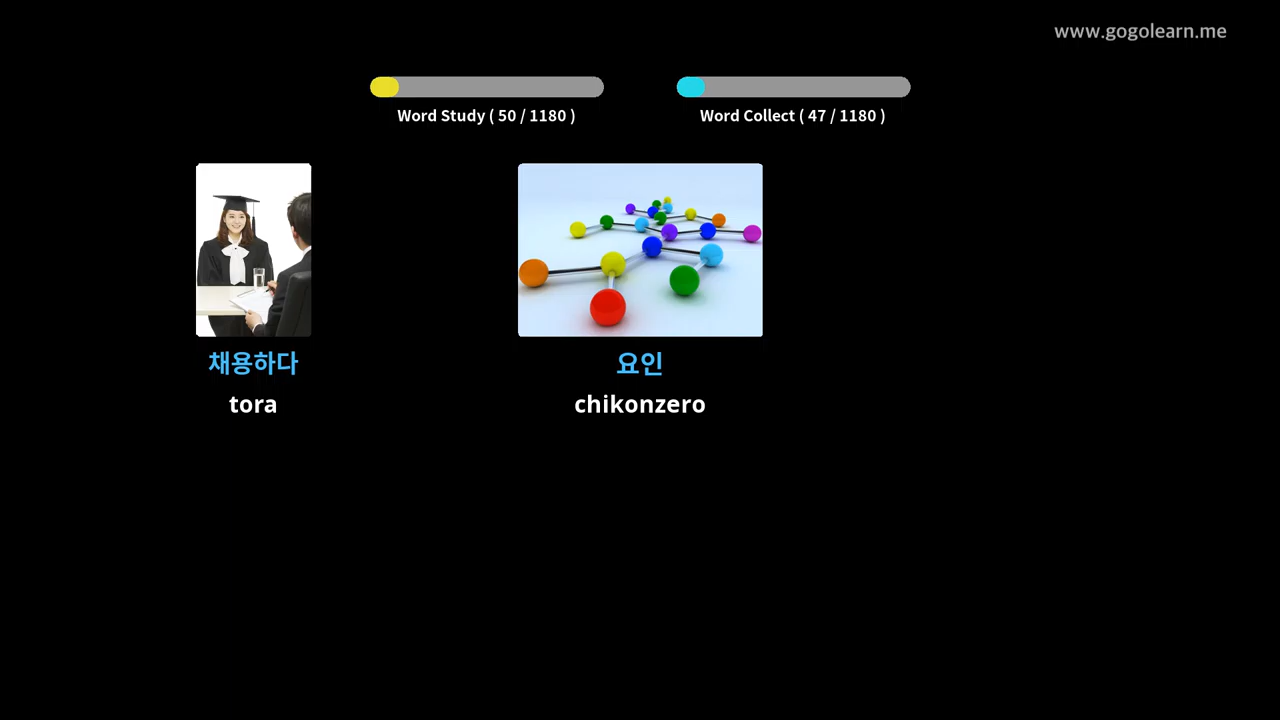 www.gogolearn.me
Word Study ( 50 / 1180 )
Word Collect ( 47 / 1180 )
채용하다
tora
요인
chikonzero